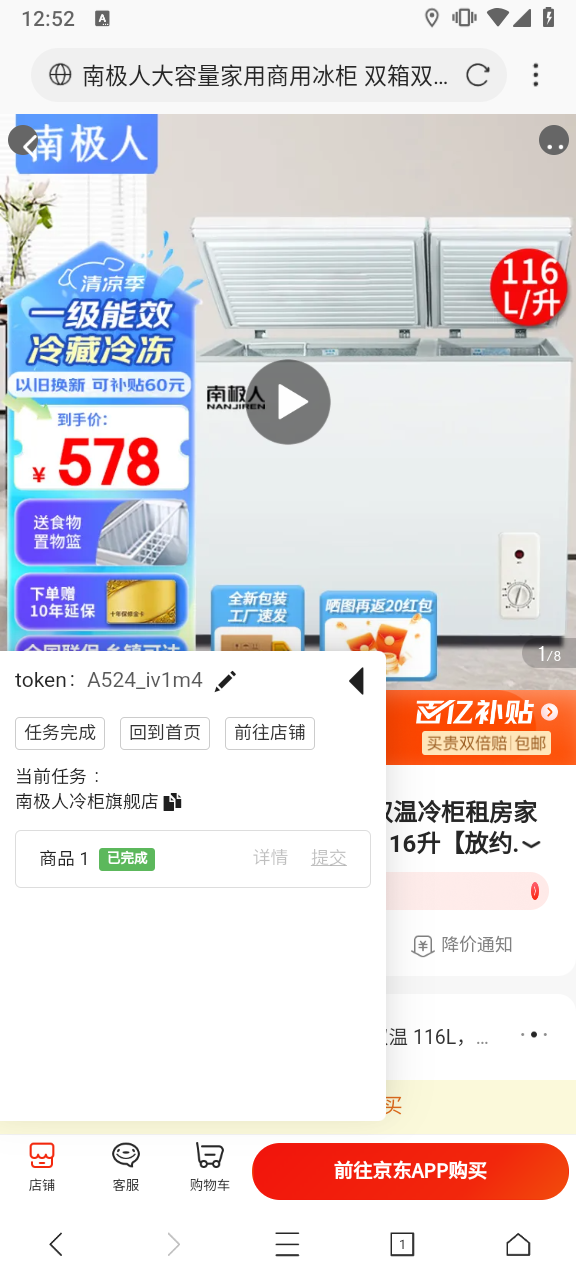 12:52
A
南极人大容量家用商用冰柜 双箱双...
南极人
清凉季
一级能效
冷藏冷冻
以旧换新 可补贴60元
到手价:
¥ 578
送食物
置物篮
下单赠
10年延保
十年保修金卡
全国联保 乡镇可达
116
L/升
南极人
NANJIREN
全新包装
工厂速发
晒图再返20红包
1/8
百亿补贴
买贵双倍赔 包邮
token: A524_iv1m4
任务完成 回到首页 前往店铺
当前任务：
南极人冷柜旗舰店
商品 1 已完成 详情 提交
温冷柜租房家
16升【放约.
降价通知
温 116L，...
买
店铺 客服 购物车 前往京东APP购买
1